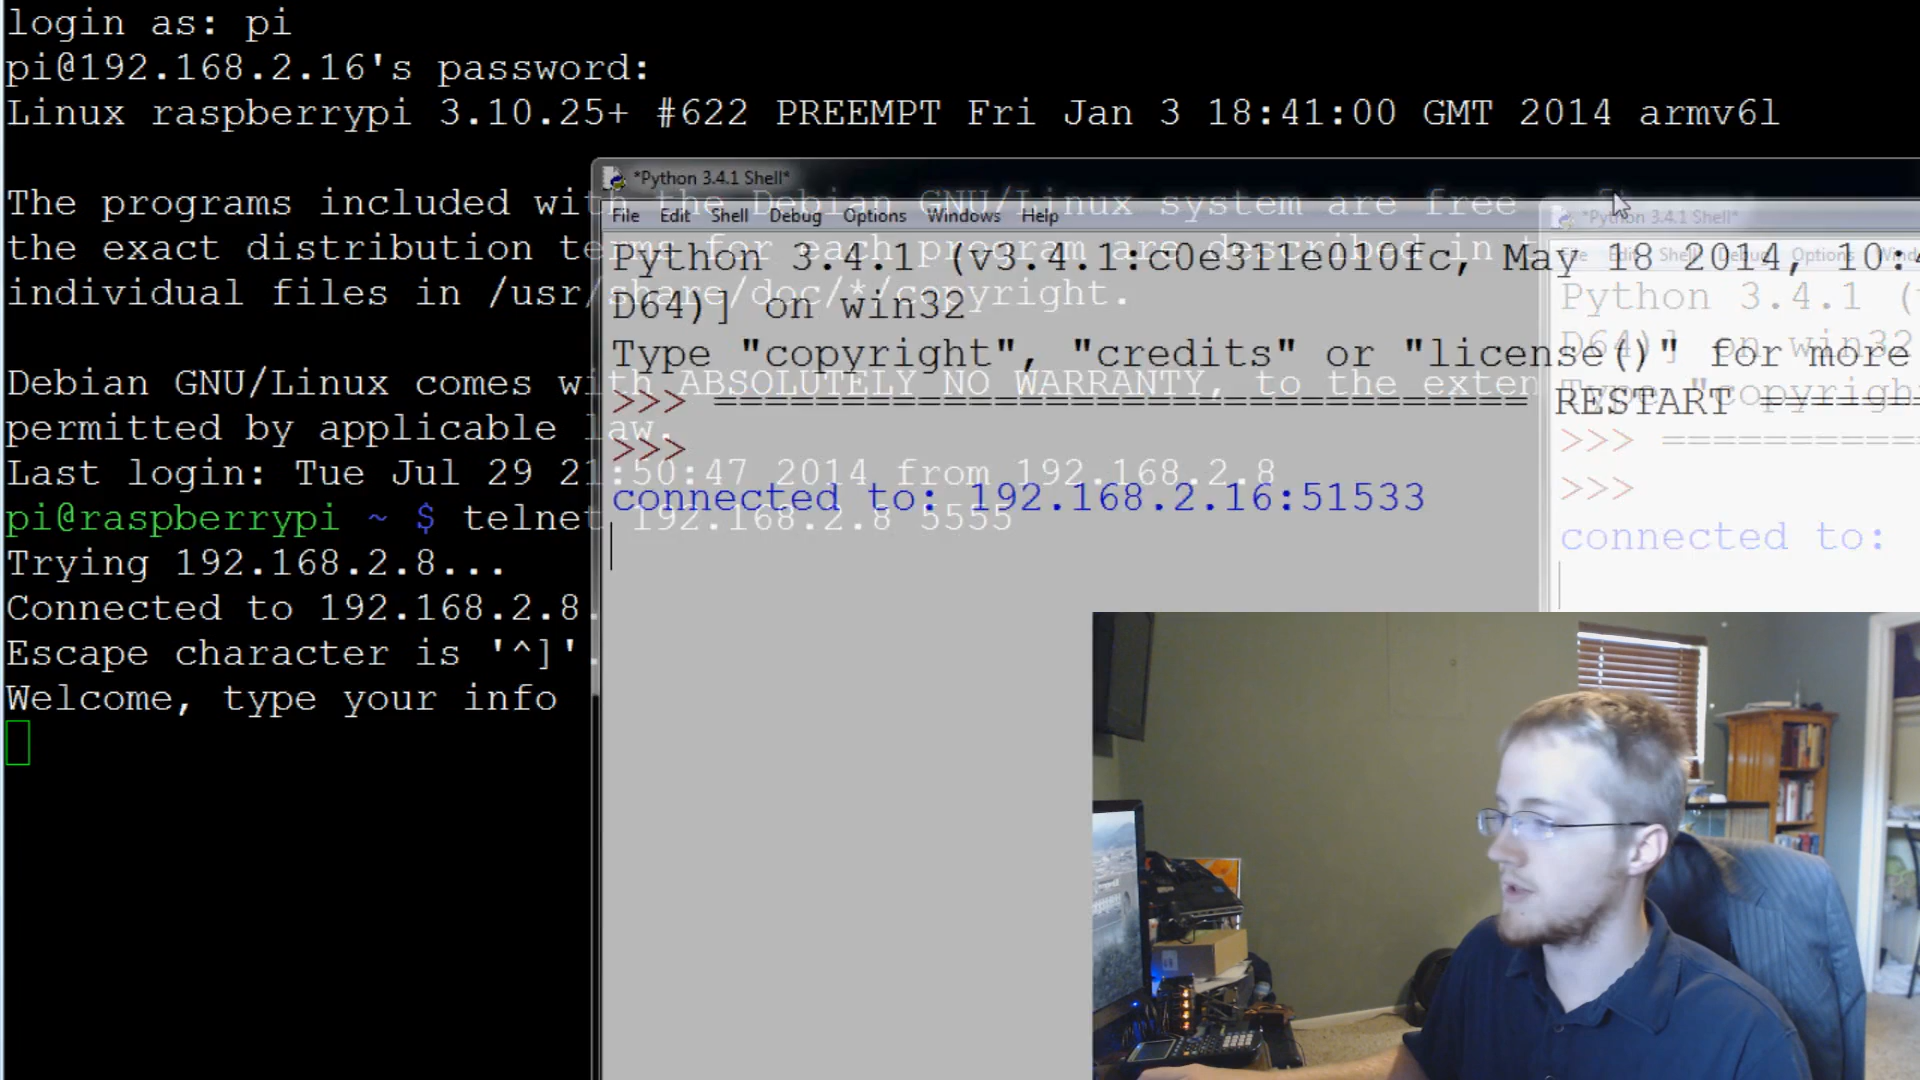 login as: pi
pi@192.168.2.16's password:
Linux raspberrypi 3.10.25+ #622 PREEMPT Fri Jan 3 18:41:00 GMT 2014 armv6l
The programs included with the Debian GNU/Linux system are free
the exact distribution terms for each program are described in t
individual files in /usr/share/doc/*/copyright.
Debian GNU/Linux comes with ABSOLUTELY NO WARRANTY, to the exten
permitted by applicable law.
Last login: Tue Jul 29 21:50:47 2014 from 192.168.2.8
pi@raspberrypi ~ $ telnet 192.168.2.8 5555
Trying 192.168.2.8...
Connected to 192.168.2.8.
Escape character is '^]'.
Welcome, type your info
*Python 3.4.1 Shell*
File Edit Shell Debug Options Windows Help
Python 3.4.1 (v3.4.1:c0e311e010fc, May 18 2014, 10:4
D64)] on win32
Type "copyright", "credits" or "license()" for more
>>> ================================ RESTART =====
>>>
connected to: 192.168.2.16:51533
*Python 3.4.1 Shell*
File Edit Shell Debug Options
Python 3.4.1 (
D64)] on win32
Type "copyrigh
>>> ========
>>>
connected to: